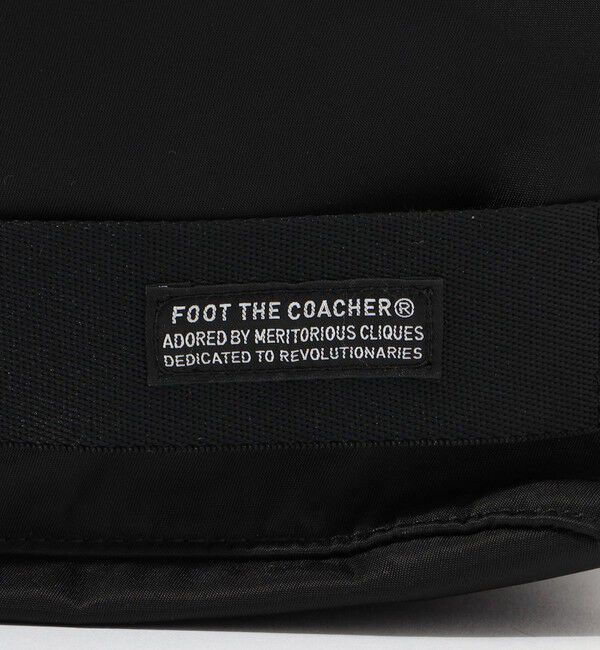 FOOT THE COACHER®
ADORED BY MERITORIOUS CLIQUES
DEDICATED TO REVOLUTIONARIES